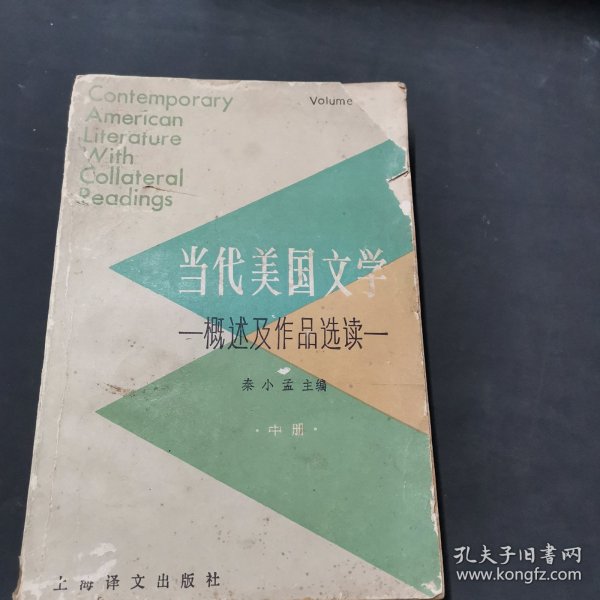 Contemporary
American
Literature
With
Collateral
Readings
Volume
当代美国文学
—概述及作品选读—
秦小孟 主编
·中册·
上海译文出版社
孔夫子旧书网
www.kongfz.com